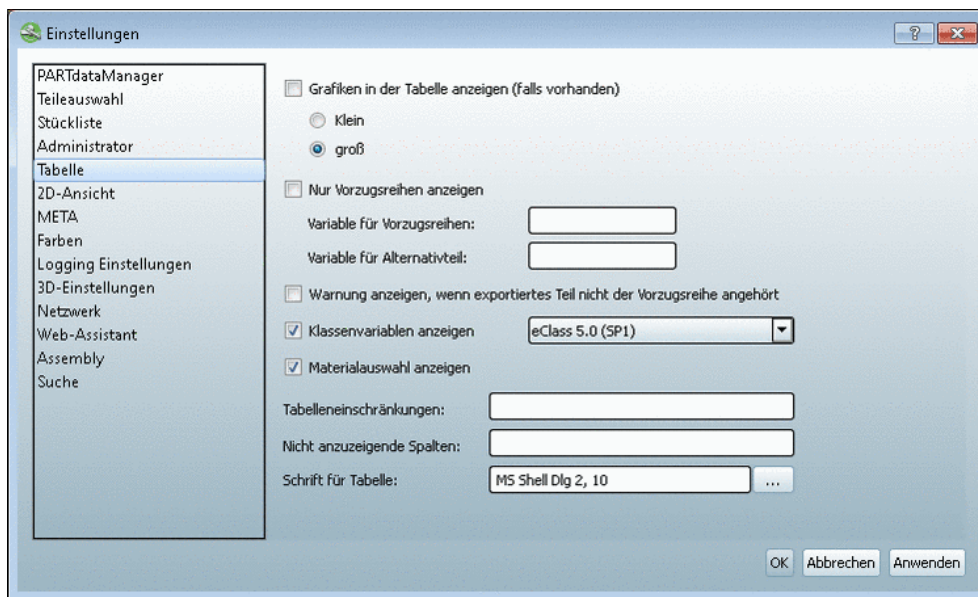 Einstellungen
PARTdataManager
Teileauswahl
Stückliste
Administrator
Tabelle
2D-Ansicht
META
Farben
Logging Einstellungen
3D-Einstellungen
Netzwerk
Web-Assistant
Assembly
Suche
Grafiken in der Tabelle anzeigen (falls vorhanden)
Klein
groß
Nur Vorzugsreihen anzeigen
Variable für Vorzugsreihen:
Variable für Alternativteil:
Warnung anzeigen, wenn exportiertes Teil nicht der Vorzugsreihe angehört
Klassenvariablen anzeigen eClass 5.0 (SP1)
Materialauswahl anzeigen
Tabelleneinschränkungen:
Nicht anzuzeigende Spalten:
Schrift für Tabelle: MS Shell Dlg 2, 10 ...
OK Abbrechen Anwenden